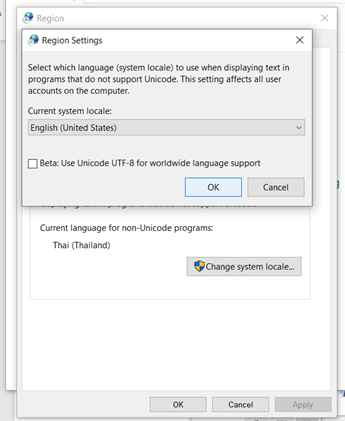 Region
Region Settings
Select which language (system locale) to use when displaying text in
programs that do not support Unicode. This setting affects all user
accounts on the computer.
Current system locale:
English (United States)
Beta: Use Unicode UTF-8 for worldwide language support
OK Cancel
Current language for non-Unicode programs:
Thai (Thailand)
Change system locale...
OK Cancel Apply